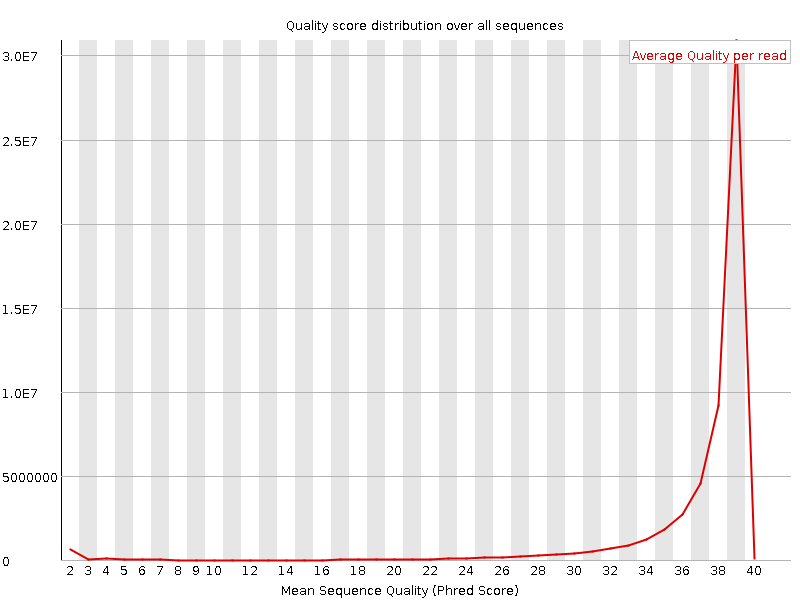 Quality score distribution over all sequences
Average Quality per read
3.0E7
2.5E7
2.0E7
1.5E7
1.0E7
5000000
0
2 3 4 5 6 7 8 9 10 12 14 16 18 20 22 24 26 28 30 32 34 36 38 40
Mean Sequence Quality (Phred Score)